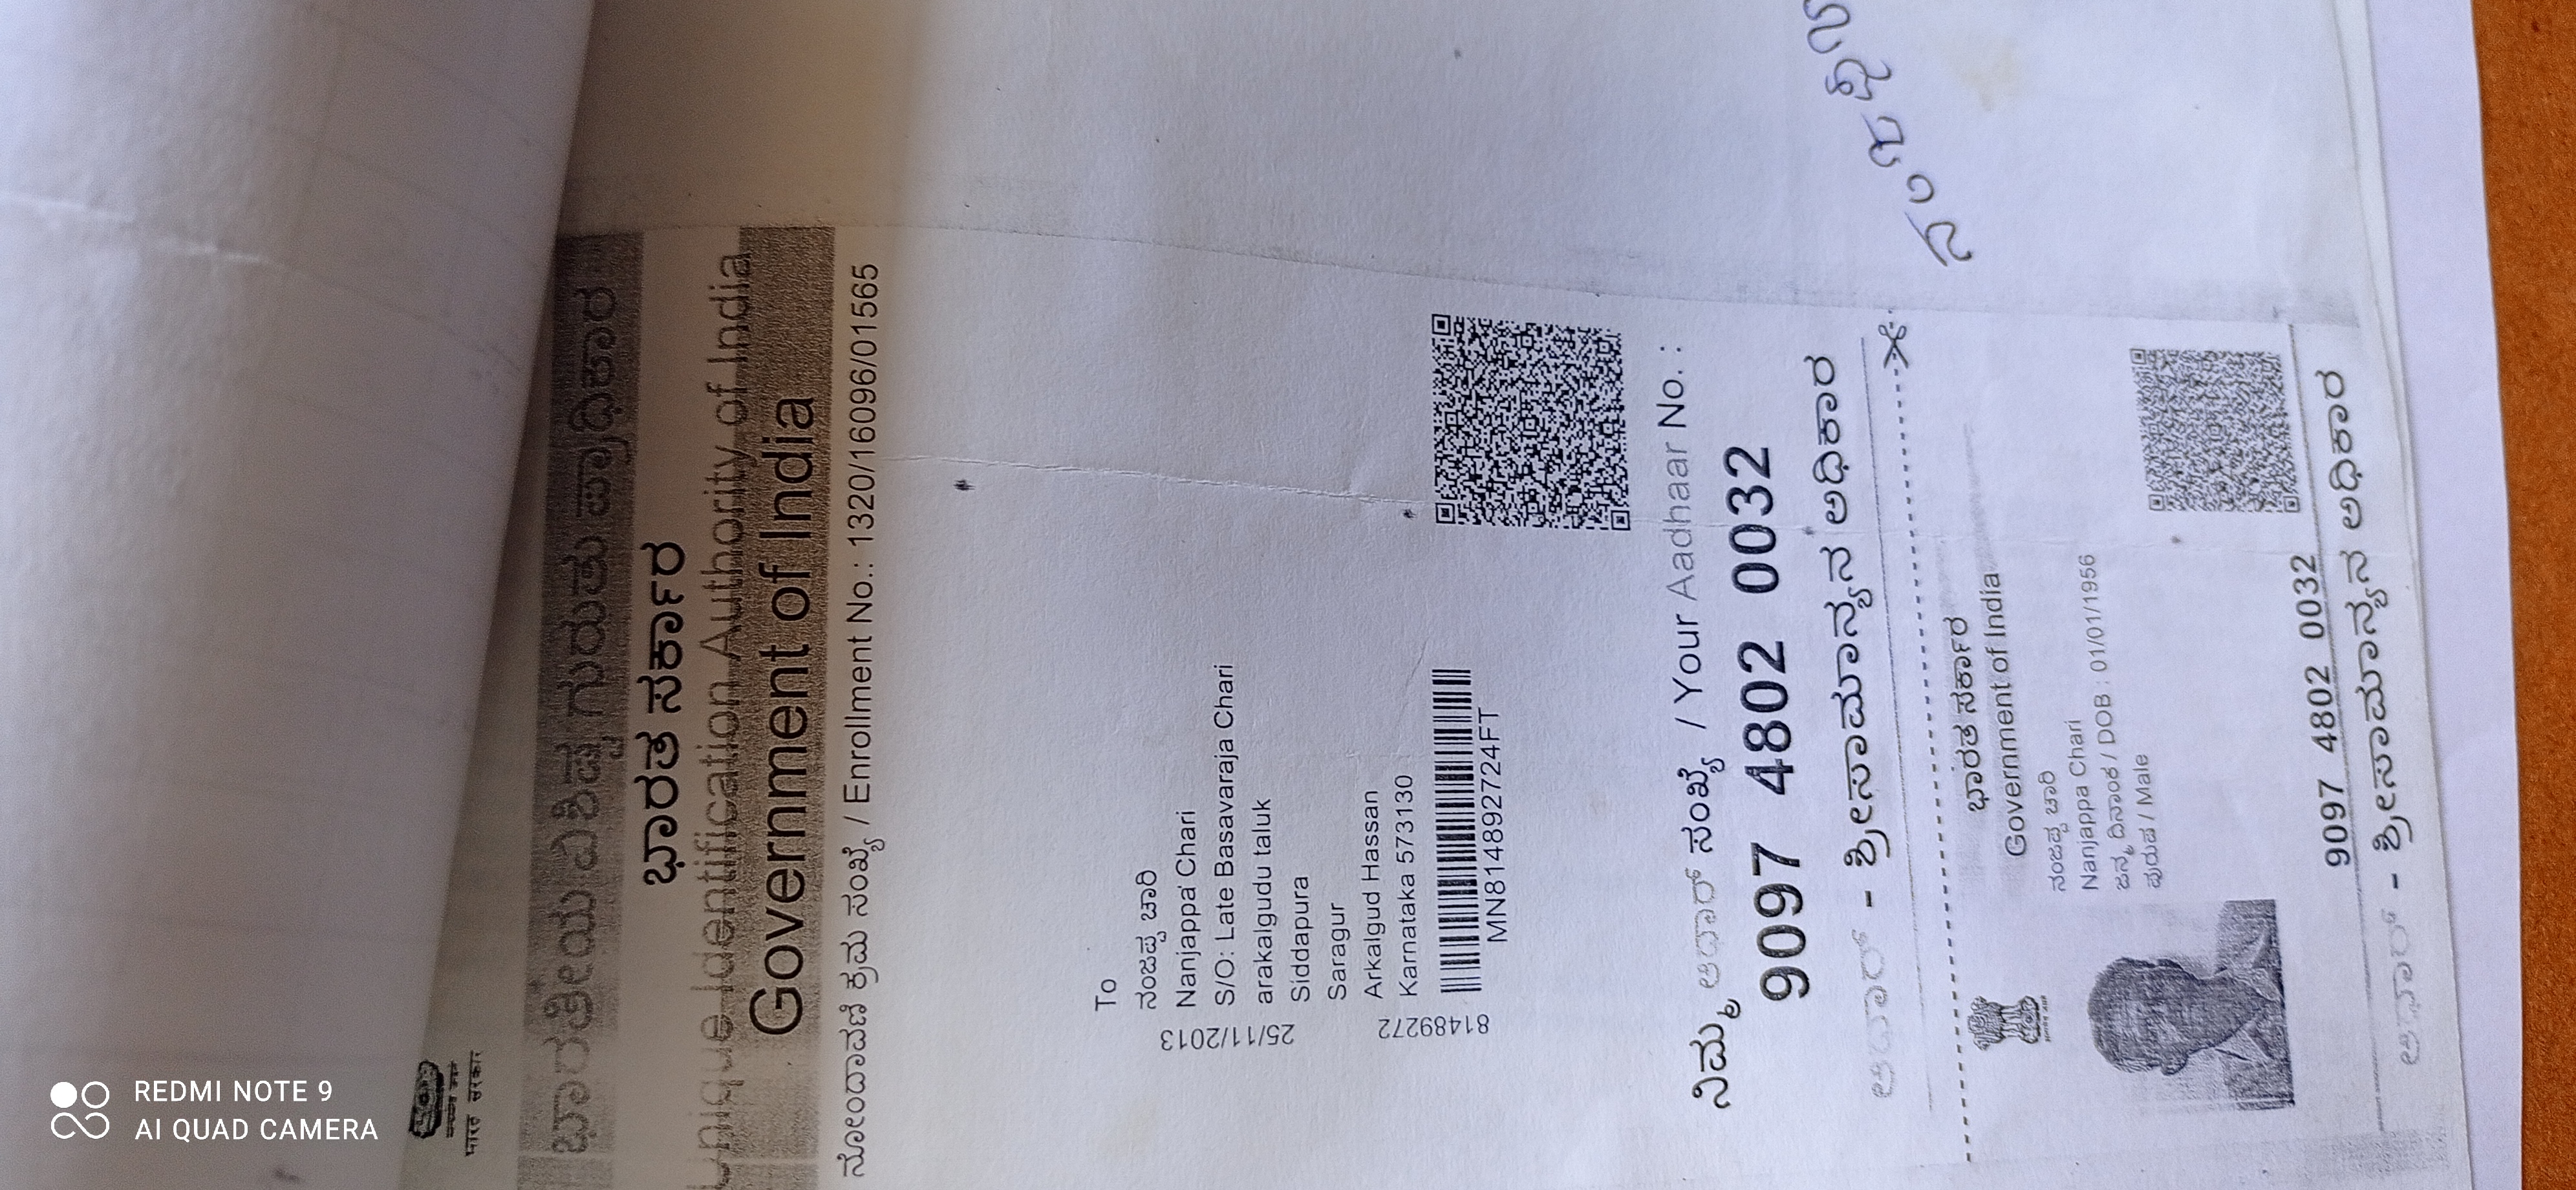 भारत सरकार
ಭಾರತೀಯ ವಿಶಿಷ್ಟ ಗುರುತು ಪ್ರಾಧಿಕಾರ
ಭಾರತ ಸರ್ಕಾರ
Unique Identification Authority of India
Government of India
ನೋಂದಾವಣೆ ಕ್ರಮ ಸಂಖ್ಯೆ / Enrollment No.: 1320/16096/01565
To
ನಂಜಪ್ಪ ಚಾರಿ
Nanjappa Chari
S/O: Late Basavaraja Chari
arakalgudu taluk
Siddapura
Saragur
Arkalgud Hassan
Karnataka 573130
25/11/2013
81489272
MN814892724FT
ನಿಮ್ಮ ಆಧಾರ್ ಸಂಖ್ಯೆ / Your Aadhaar No. :
9097 4802 0032
ಆಧಾರ್ - ಶ್ರೀಸಾಮಾನ್ಯನ ಅಧಿಕಾರ
ಭಾರತ ಸರ್ಕಾರ
Government of India
ನಂಜಪ್ಪ ಚಾರಿ
Nanjappa Chari
ಜನ್ಮ ದಿನಾಂಕ / DOB : 01/01/1956
ಪುರುಷ / Male
9097 4802 0032
ಆಧಾರ್ - ಶ್ರೀಸಾಮಾನ್ಯನ ಅಧಿಕಾರ
REDMI NOTE 9
AI QUAD CAMERA